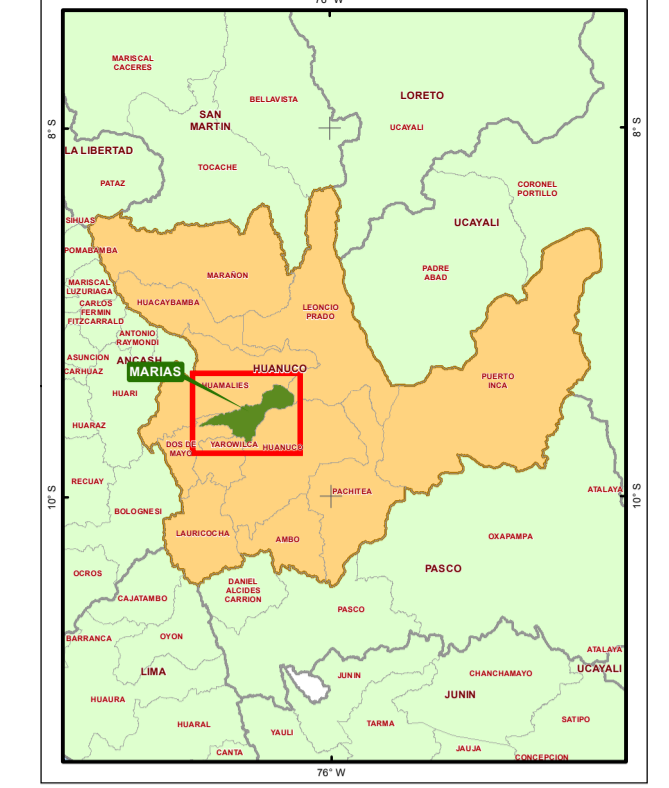 76° W
MARISCAL
CACERES
BELLAVISTA
LORETO
SAN
MARTIN
UCAYALI
8° S
8° S
LA LIBERTAD
TOCACHE
PATAZ
CORONEL
PORTILLO
SIHUAS
UCAYALI
POMABAMBA
PADRE
ABAD
MARAÑON
MARISCAL
LUZURIAGA
HUACAYBAMBA
LEONCIO
PRADO
CARLOS
FERMIN
FITZCARRALD
ANTONIO
RAYMONDI
ASUNCION
ANCASH
HUANUCO
CARHUAZ
MARIAS
PUERTO
INCA
HUAMALIES
HUARI
HUARAZ
DOS DE
MAYO
YAROWILCA
HUANUCO
RECUAY
PACHITEA
ATALAYA
10° S
10° S
BOLOGNESI
LAURICOCHA
AMBO
OXAPAMPA
OCROS
PASCO
DANIEL
ALCIDES
CARRION
CAJATAMBO
PASCO
BARRANCA
OYON
ATALAYA
UCAYALI
LIMA
JUNIN
CHANCHAMAYO
JUNIN
HUAURA
HUARAL
YAULI
TARMA
SATIPO
CANTA
JAUJA
CONCEPCION
76° W